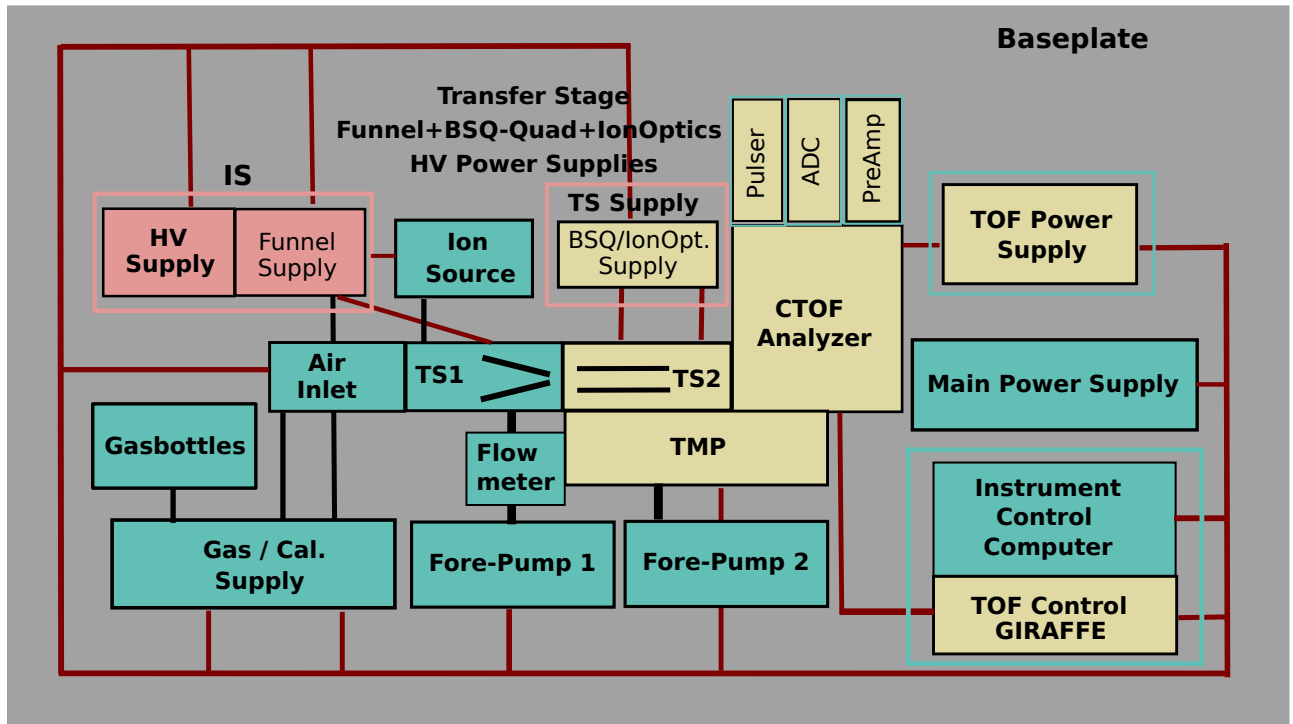 Baseplate
Transfer Stage
Funnel+BSQ-Quad+IonOptics
HV Power Supplies
IS
HV
Supply
Funnel
Supply
Ion
Source
TS Supply
BSQ/IonOpt.
Supply
Pulser
ADC
PreAmp
TOF Power
Supply
CTOF
Analyzer
Air
Inlet
TS1
TS2
Main Power Supply
Gasbottles
Flow
meter
TMP
Instrument
Control
Computer
Gas / Cal.
Supply
Fore-Pump 1
Fore-Pump 2
TOF Control
GIRAFFE